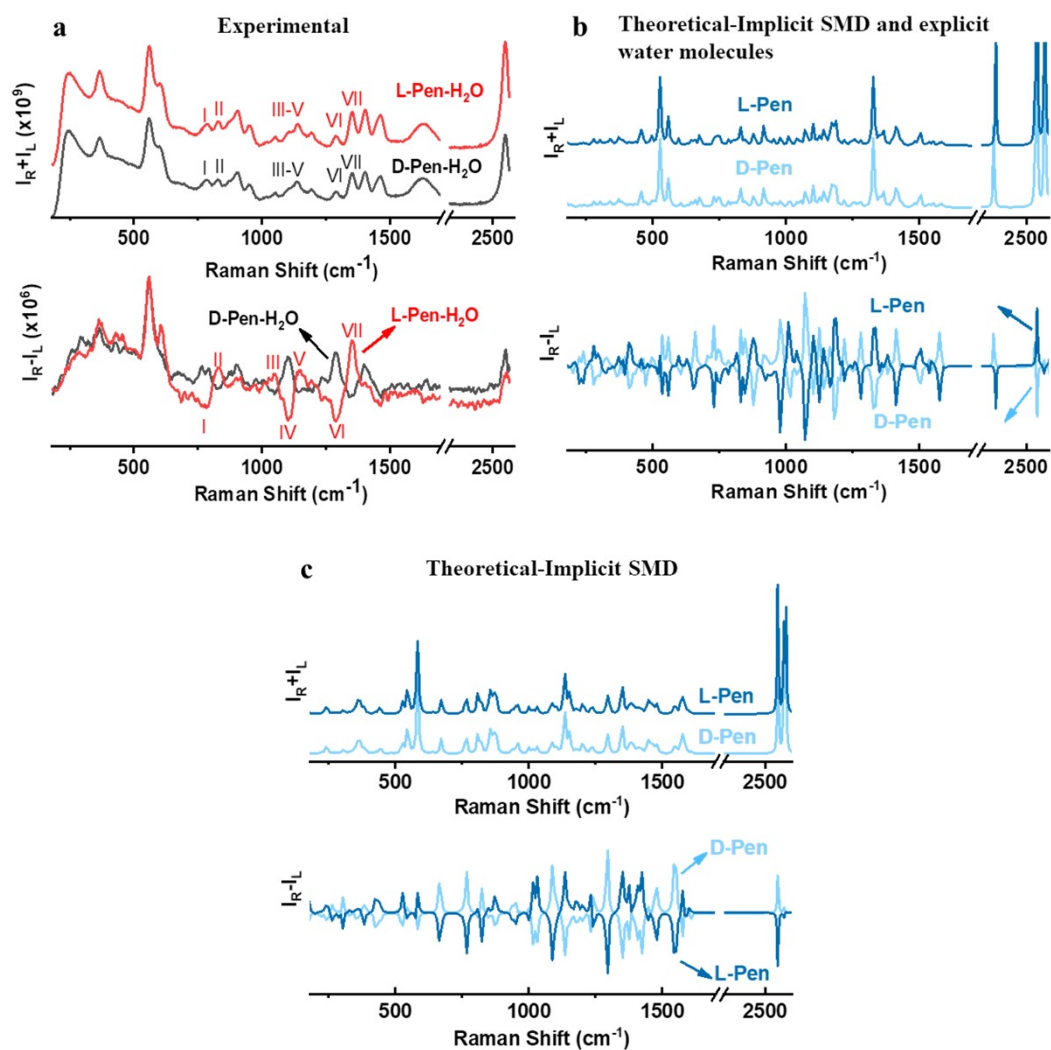 a
Experimental
I_R+I_L (x10⁹)
L-Pen-H₂O
I II III-V VI VII
D-Pen-H₂O
I II III-V VI VII
500 1000 1500 2500
Raman Shift (cm⁻¹)
I_R-I_L (x10⁶)
D-Pen-H₂O
L-Pen-H₂O
I II III IV V VI VII
500 1000 1500 2500
Raman Shift (cm⁻¹)
b
Theoretical-Implicit SMD and explicit
water molecules
I_R+I_L
L-Pen
D-Pen
500 1000 1500 2500
Raman Shift (cm⁻¹)
I_R-I_L
L-Pen
D-Pen
500 1000 1500 2500
Raman Shift (cm⁻¹)
c
Theoretical-Implicit SMD
I_R+I_L
L-Pen
D-Pen
500 1000 1500 2500
Raman Shift (cm⁻¹)
I_R-I_L
D-Pen
L-Pen
500 1000 1500 2500
Raman Shift (cm⁻¹)